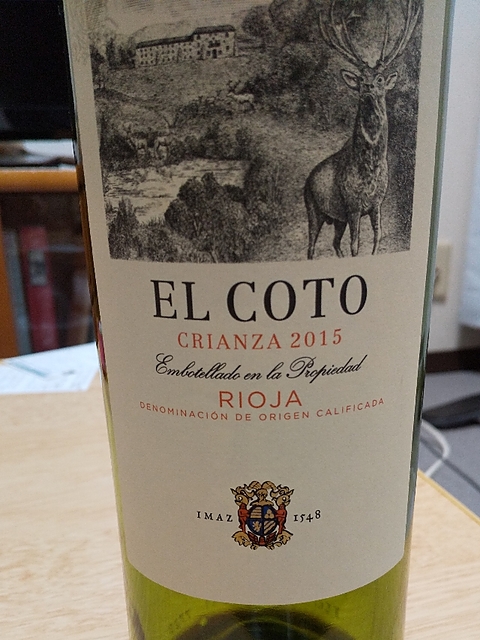 EL COTO
CRIANZA 2015
Embotellado en la Propiedad
RIOJA
DENOMINACIÓN DE ORIGEN CALIFICADA
IMAZ 1548